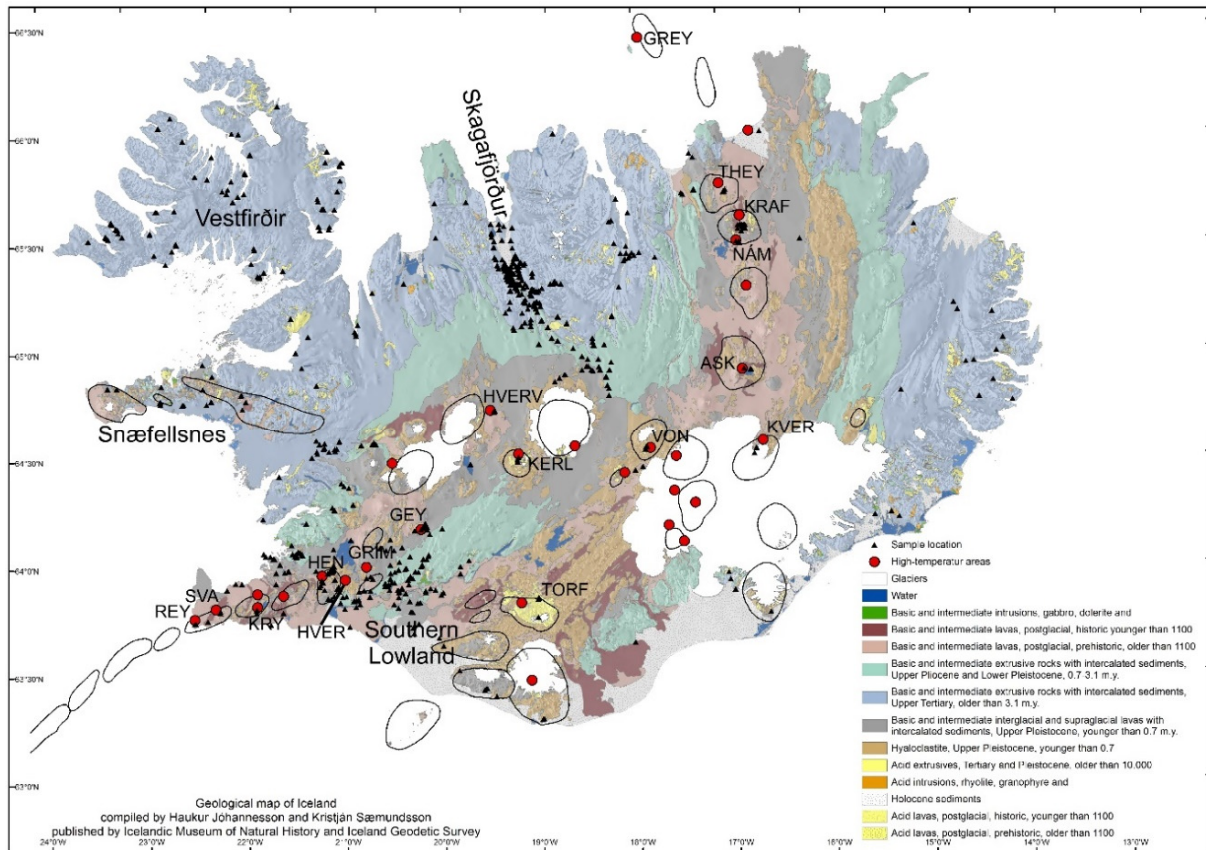 66°30'N
GREY
66°0'N
Skagafjörður
THEY
Vestfirðir
KRAF
65°30'N
NÁM
65°0'N
ASK
HVERV
Snæfellsnes
VON
KVER
64°30'N
KERL
GEY
GRIM
HEN
64°0'N
TORF
SVA
REY
KRY
HVER
Southern
Lowland
63°30'N
63°0'N
Sample location
High-temperatur areas
Glaciers
Water
Basic and intermediate intrusions, gabbro, dolerite and
Basic and intermediate lavas, postglacial, historic younger than 1100
Basic and intermediate lavas, postglacial, prehistoric, older than 1100
Basic and intermediate extrusive rocks with intercalated sediments,
Upper Pliocene and Lower Pleistocene, 0.7-3.1 m.y.
Basic and intermediate extrusive rocks with intercalated sediments,
Upper Tertiary, older than 3.1 m.y.
Basic and intermediate interglacial and supraglacial lavas with
intercalated sediments, Upper Pleistocene, younger than 0.7 m.y.
Hyaloclastite, Upper Pleistocene, younger than 0.7
Acid extrusives, Tertiary and Pleistocene, older than 10.000
Acid intrusions, rhyolite, granophyre and
Holocene sediments
Acid lavas, postglacial, historic, younger than 1100
Acid lavas, postglacial, prehistoric, older than 1100
Geological map of Iceland
compiled by Haukur Jóhannesson and Kristján Sæmundsson
published by Icelandic Museum of Natural History and Iceland Geodetic Survey
24°0'W 23°0'W 22°0'W 21°0'W 20°0'W 19°0'W 18°0'W 17°0'W 16°0'W 15°0'W 14°0'W 13°0'W